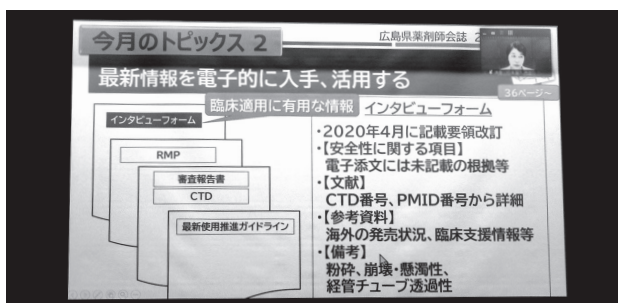 今月のトピックス 2
広島県薬剤師会誌 2
最新情報を電子的に入手、活用する
36ページ~
臨床適用に有用な情報
インタビューフォーム
インタビューフォーム
RMP
審査報告書
CTD
最新使用推進ガイドライン
・2020年4月に記載要領改訂
・【安全性に関する項目】
電子添文には未記載の根拠等
・【文献】
CTD番号、PMID番号から詳細
・【参考資料】
海外の発売状況、臨床支援情報等
・【備考】
粉砕、崩壊・懸濁性、
経管チューブ透過性